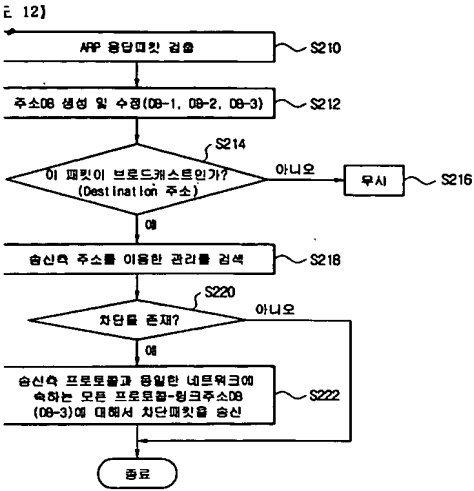 E 12]
ARP 응답패킷 검출
S210
주소DB 생성 및 수정(DB-1, DB-2, DB-3)
S212
S214
이 패킷이 브로드캐스트인가?
(Destination 주소)
아니오
무시
S216
예
송신측 주소를 이용한 관리룰 검색
S218
S220
차단룰 존재?
아니오
예
송신측 프로토콜과 동일한 네트워크에
속하는 모든 프로토콜-링크주소DB
(DB-3)에 대해서 차단패킷을 송신
S222
종료